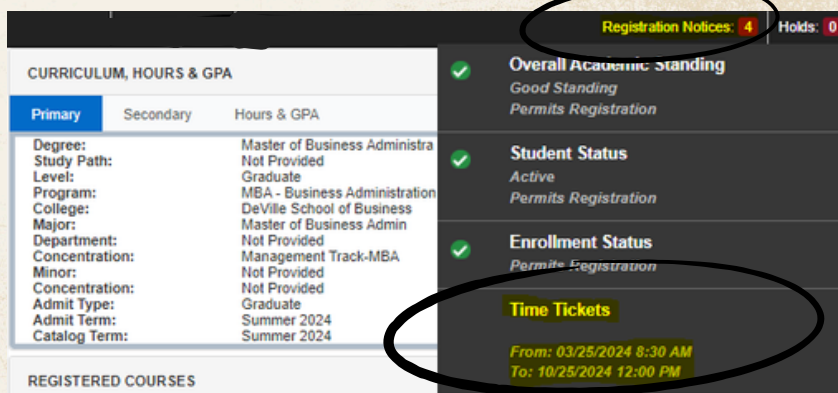 Registration Notices: 4 Holds: 0
CURRICULUM, HOURS & GPA
Primary Secondary Hours & GPA
Degree: Master of Business Administra
Study Path: Not Provided
Level: Graduate
Program: MBA - Business Administration
College: DeVille School of Business
Major: Master of Business Admin
Department: Not Provided
Concentration: Management Track-MBA
Minor: Not Provided
Concentration: Not Provided
Admit Type: Graduate
Admit Term: Summer 2024
Catalog Term: Summer 2024
REGISTERED COURSES
Overall Academic Standing
Good Standing
Permits Registration
Student Status
Active
Permits Registration
Enrollment Status
Permits Registration
Time Tickets
From: 03/25/2024 8:30 AM
To: 10/25/2024 12:00 PM